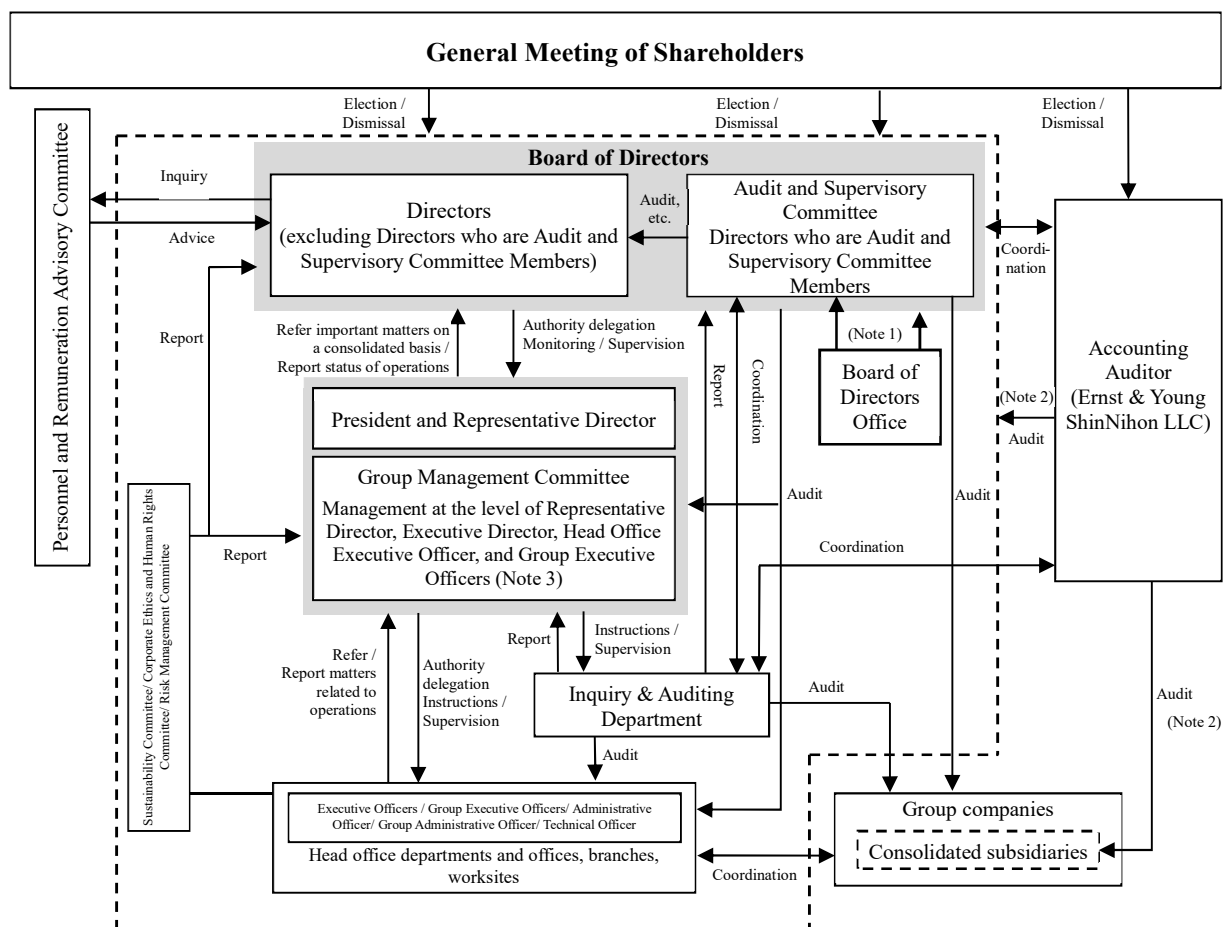 General Meeting of Shareholders
Election /
Dismissal
Election /
Dismissal
Election /
Dismissal
Personnel and Remuneration Advisory Committee
Board of Directors
Inquiry
Advice
Directors
(excluding Directors who are Audit and
Supervisory Committee Members)
Audit,
etc.
Audit and Supervisory
Committee
Directors who are Audit and
Supervisory Committee
Members
Coordi-
nation
Report
Refer important matters on
a consolidated basis /
Report status of operations
Authority delegation
Monitoring / Supervision
Report
Coordination
(Note 1)
Board of
Directors
Office
Accounting
Auditor
(Ernst & Young
ShinNihon LLC)
(Note 2)
Audit
President and Representative Director
Group Management Committee
Management at the level of Representative
Director, Executive Director, Head Office
Executive Officer, and Group Executive
Officers (Note 3)
Audit
Audit
Sustainability Committee/ Corporate Ethics and Human Rights
Committee/ Risk Management Committee
Report
Coordination
Refer /
Report matters
related to
operations
Authority
delegation
Instructions /
Supervision
Report
Instructions /
Supervision
Inquiry & Auditing
Department
Audit
Audit
Audit
(Note 2)
Executive Officers / Group Executive Officers/ Administrative
Officer/ Group Administrative Officer/ Technical Officer
Head office departments and offices, branches,
worksites
Coordination
Group companies
Consolidated subsidiaries